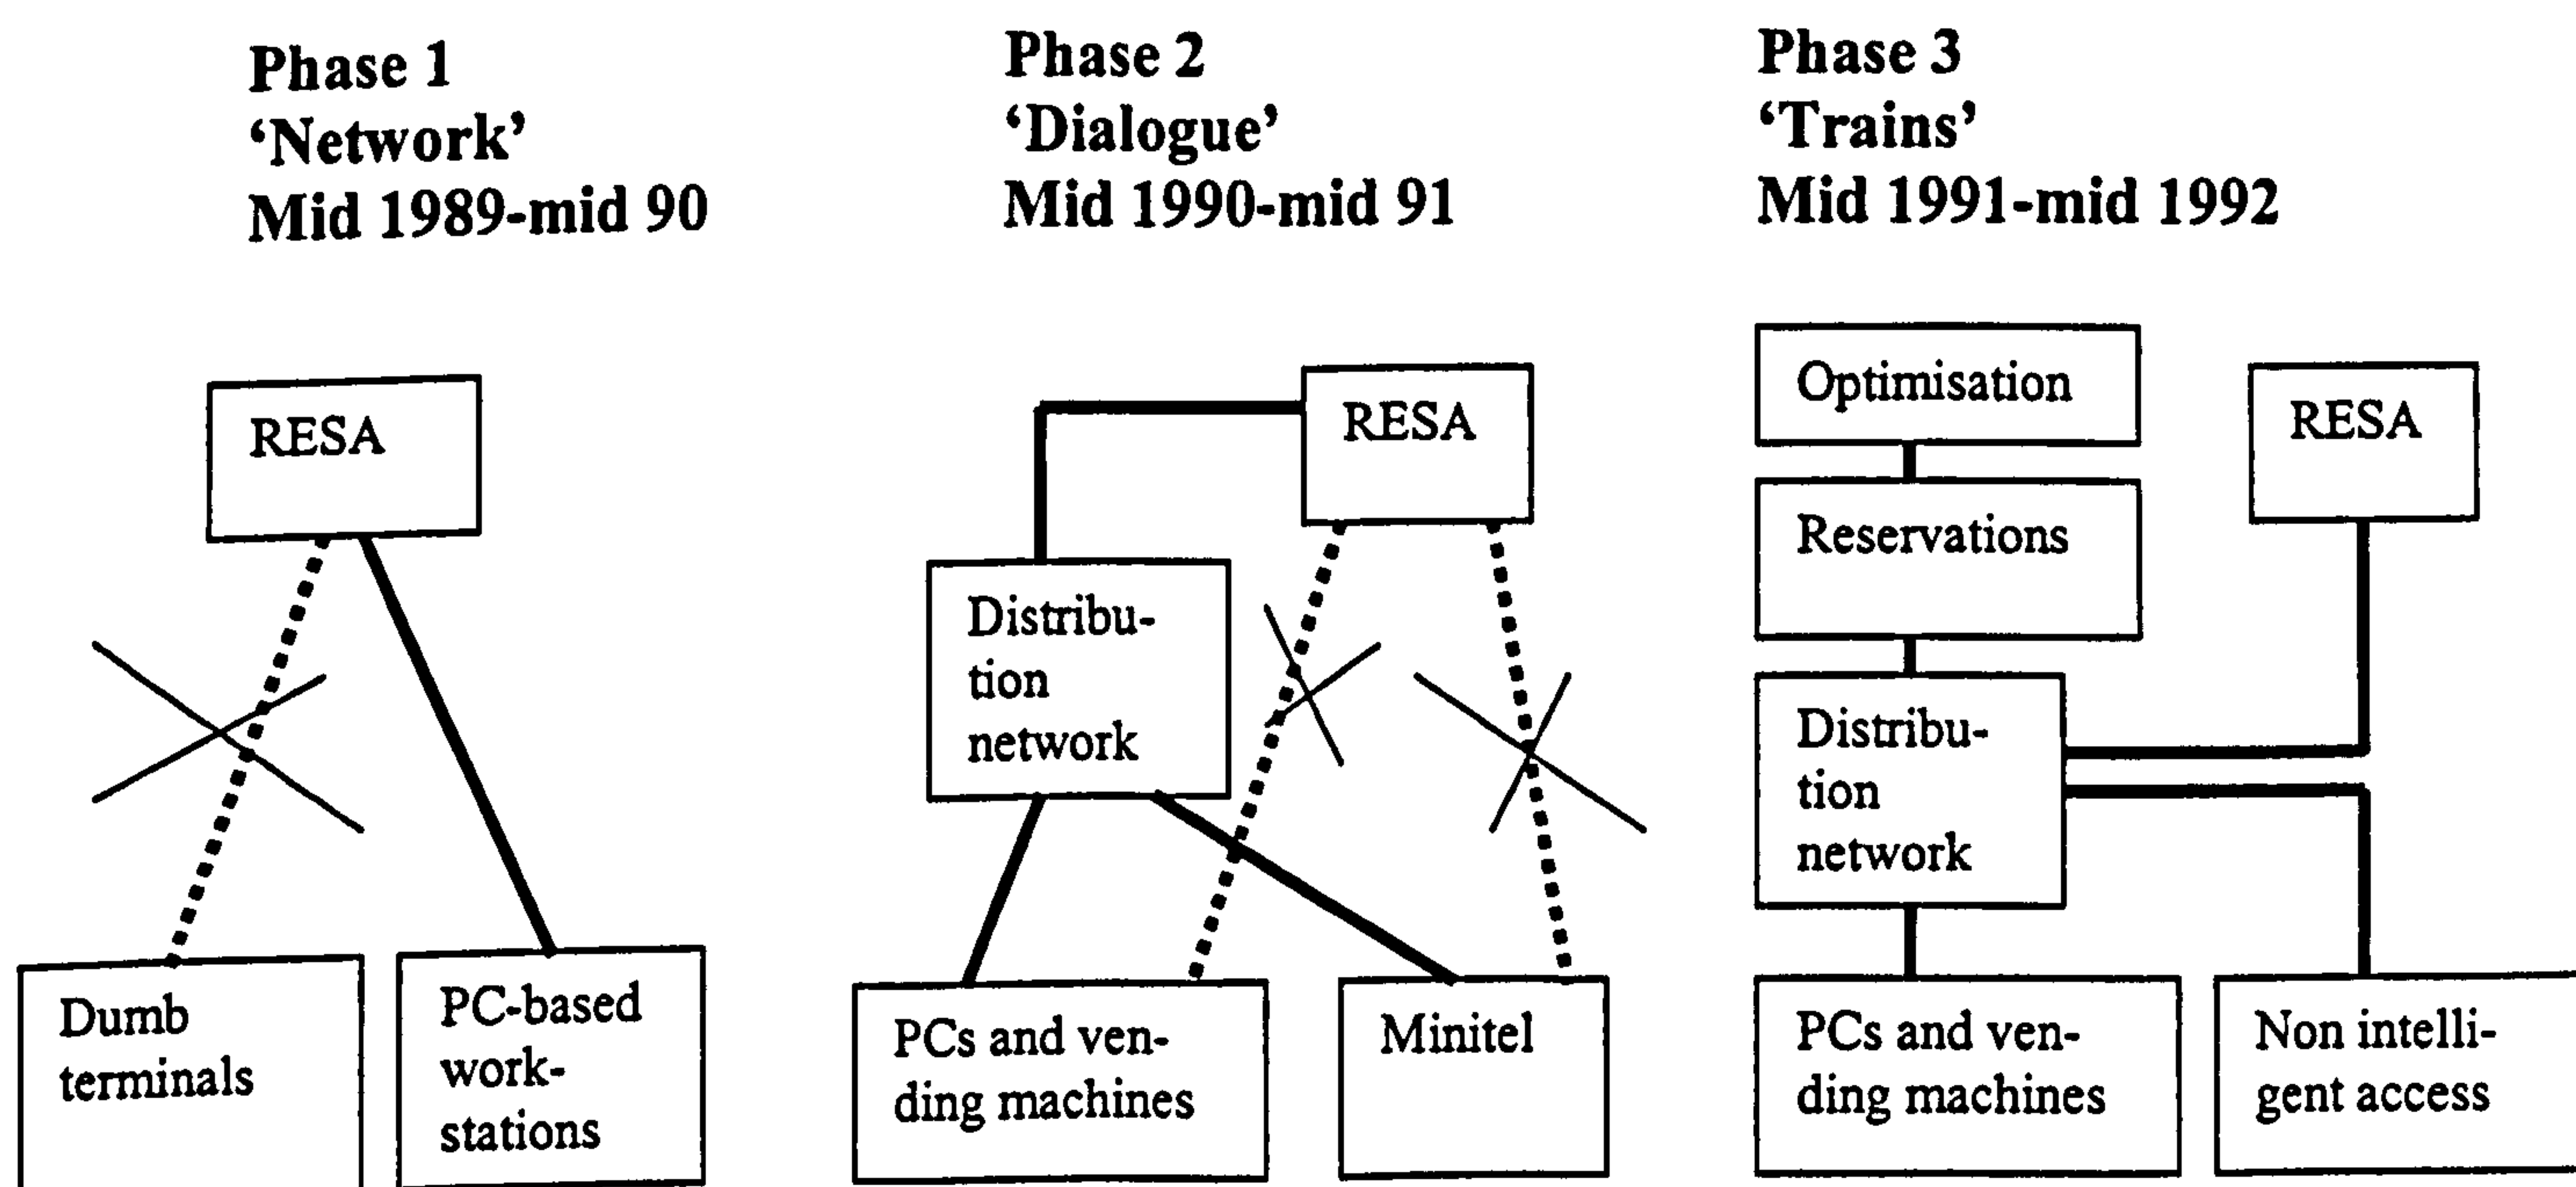 Phase 1
‘Network’
Mid 1989-mid 90
Phase 2
‘Dialogue’
Mid 1990-mid 91
Phase 3
‘Trains’
Mid 1991-mid 1992
RESA
Dumb
terminals
PC-based
work-
stations
RESA
Distribu-
tion
network
PCs and ven-
ding machines
Minitel
Optimisation
Reservations
RESA
Distribu-
tion
network
PCs and ven-
ding machines
Non intelli-
gent access